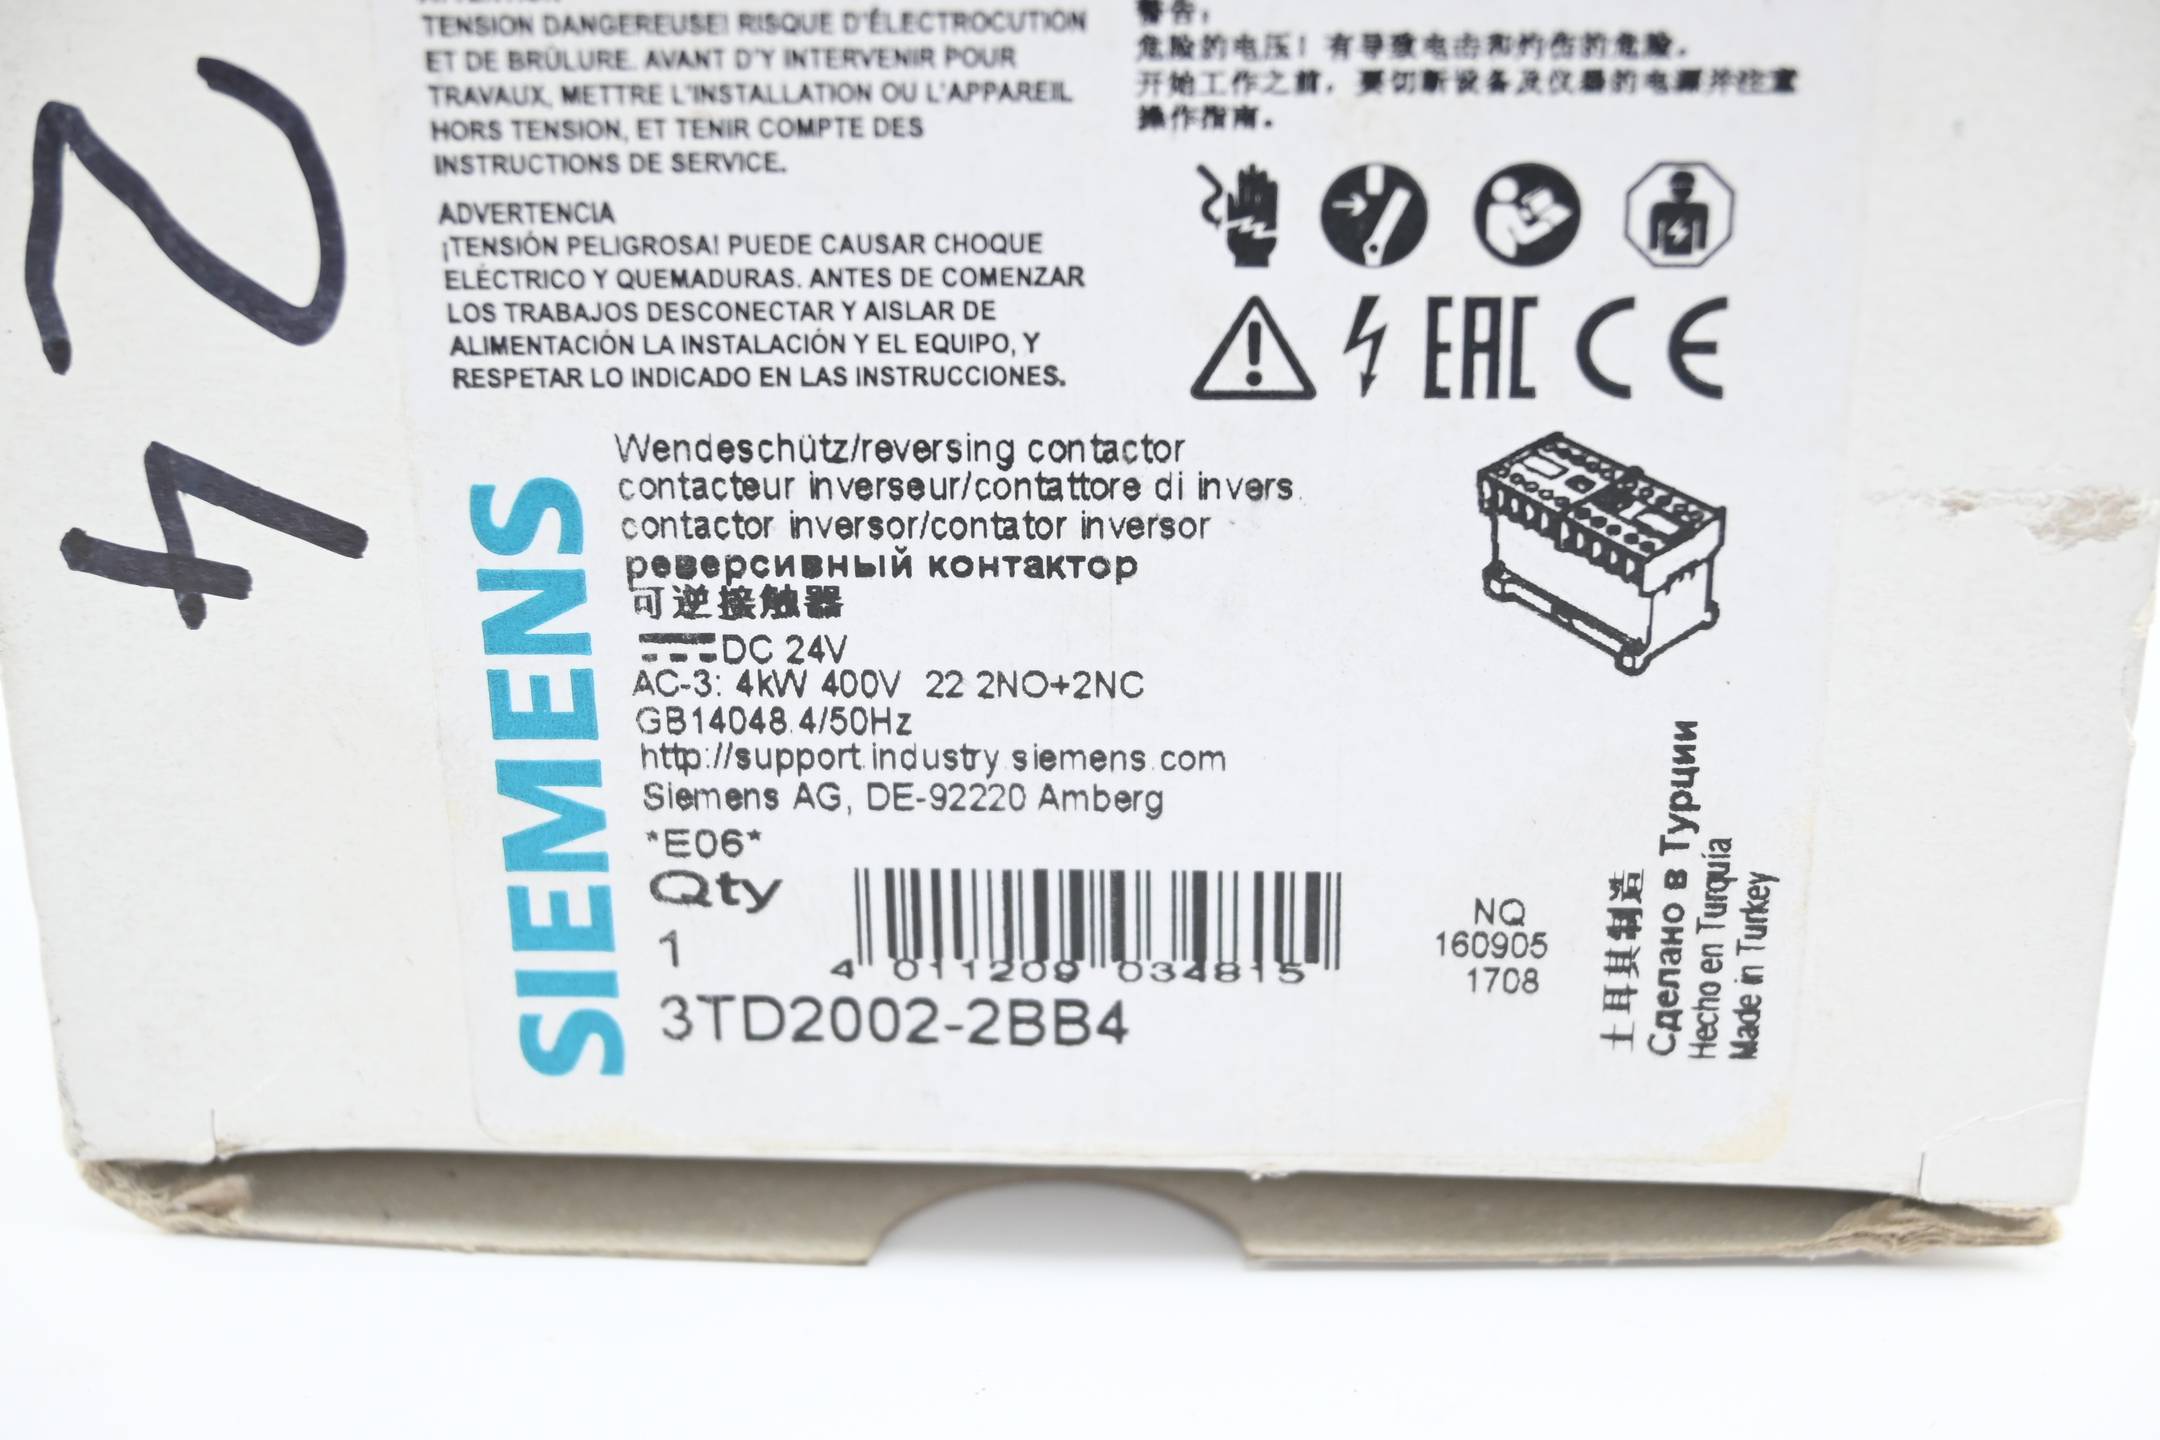 TENSION DANGEREUSE! RISQUE D'ÉLECTROCUTION
ET DE BRÛLURE. AVANT D'Y INTERVENIR POUR
TRAVAUX, METTRE L'INSTALLATION OU L'APPAREIL
HORS TENSION, ET TENIR COMPTE DES
INSTRUCTIONS DE SERVICE.
ADVERTENCIA
¡TENSIÓN PELIGROSA! PUEDE CAUSAR CHOQUE
ELÉCTRICO Y QUEMADURAS. ANTES DE COMENZAR
LOS TRABAJOS DESCONECTAR Y AISLAR DE
ALIMENTACIÓN LA INSTALACIÓN Y EL EQUIPO, Y
RESPETAR LO INDICADO EN LAS INSTRUCCIONES.
警告,
危险的电压! 有导致电击和灼伤的危险.
开始工作之前, 要切断设备及仪器的电源并注意
操作指南.
EAC CE
24
SIEMENS
Wendeschütz/reversing contactor
contacteur inverseur/contattore di invers.
contactor inversor/contator inversor
реверсивный контактор
可逆接触器
DC 24V
AC-3: 4kW 400V 22 2NO+2NC
GB14048.4/50Hz
http://support.industry.siemens.com
Siemens AG, DE-92220 Amberg
*E06*
Qty
1
4 011209 034815
3TD2002-2BB4
NQ
160905
1708
土耳其制造
Сделано в Турции
Hecho en Turquía
Made in Turkey